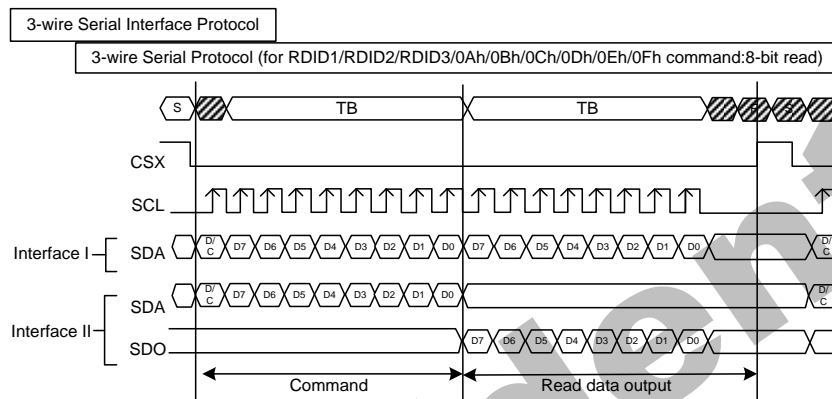 3-wire Serial Interface Protocol
3-wire Serial Protocol (for RDID1/RDID2/RDID3/0Ah/0Bh/0Ch/0Dh/0Eh/0Fh command:8-bit read)
S TB TB P S
CSX
SCL
Interface I SDA D/C D7 D6 D5 D4 D3 D2 D1 D0 D7 D6 D5 D4 D3 D2 D1 D0 D/C
SDA D/C D7 D6 D5 D4 D3 D2 D1 D0 D/C
Interface II
SDO D7 D6 D5 D4 D3 D2 D1 D0
Command Read data output